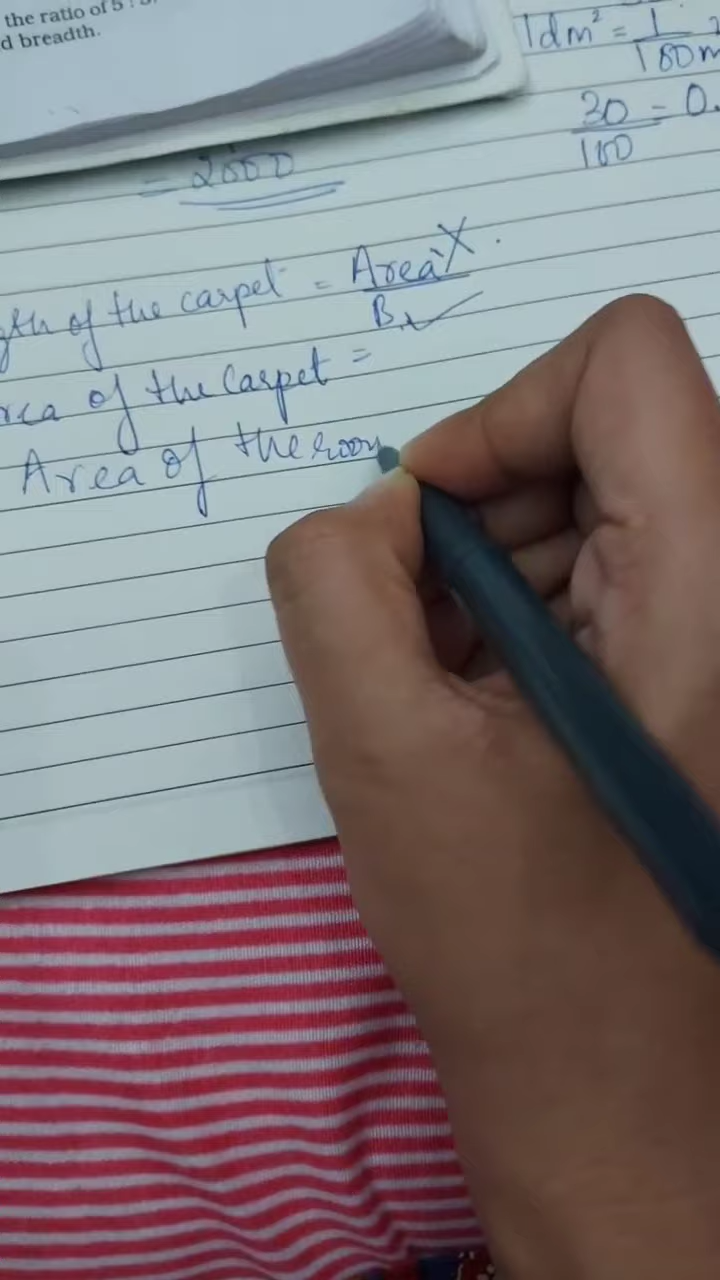 the ratio of 5 :
d breadth.
1dm² = 1
100m
30 = 0.
100
= 2000
gth of the carpet = Area X
B ✓
rea of the carpet =
Area of the room